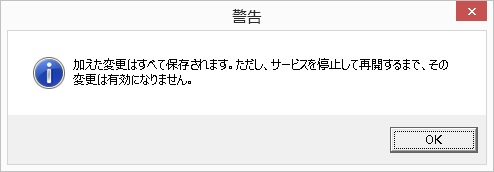 警告
加えた変更はすべて保存されます。ただし、サービスを停止して再開するまで、その
変更は有効になりません。
OK